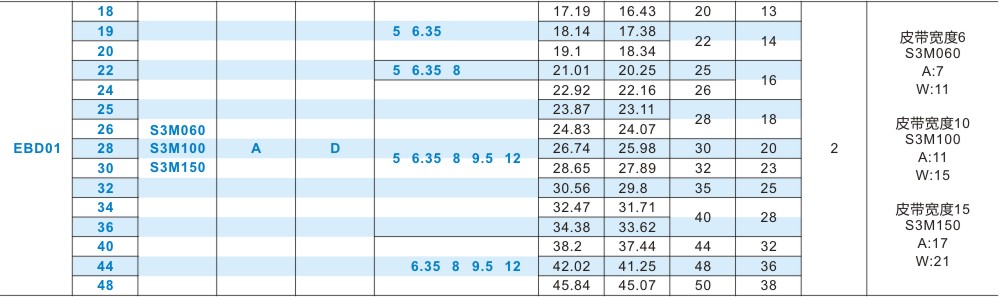 18 17.19 16.43 20 13
19 5 6.35 18.14 17.38 22 14
20 19.1 18.34
22 5 6.35 8 21.01 20.25 25 16
24 22.92 22.16 26
25 23.87 23.11 28 18
26 S3M060 24.83 24.07
EBD01 28 S3M100 A D 5 6.35 8 9.5 12 26.74 25.98 30 20 2
30 S3M150 28.65 27.89 32 23
32 30.56 29.8 35 25
34 32.47 31.71 40 28
36 34.38 33.62
40 38.2 37.44 44 32
44 6.35 8 9.5 12 42.02 41.25 48 36
48 45.84 45.07 50 38
皮带宽度6
S3M060
A:7
W:11
皮带宽度10
S3M100
A:11
W:15
皮带宽度15
S3M150
A:17
W:21